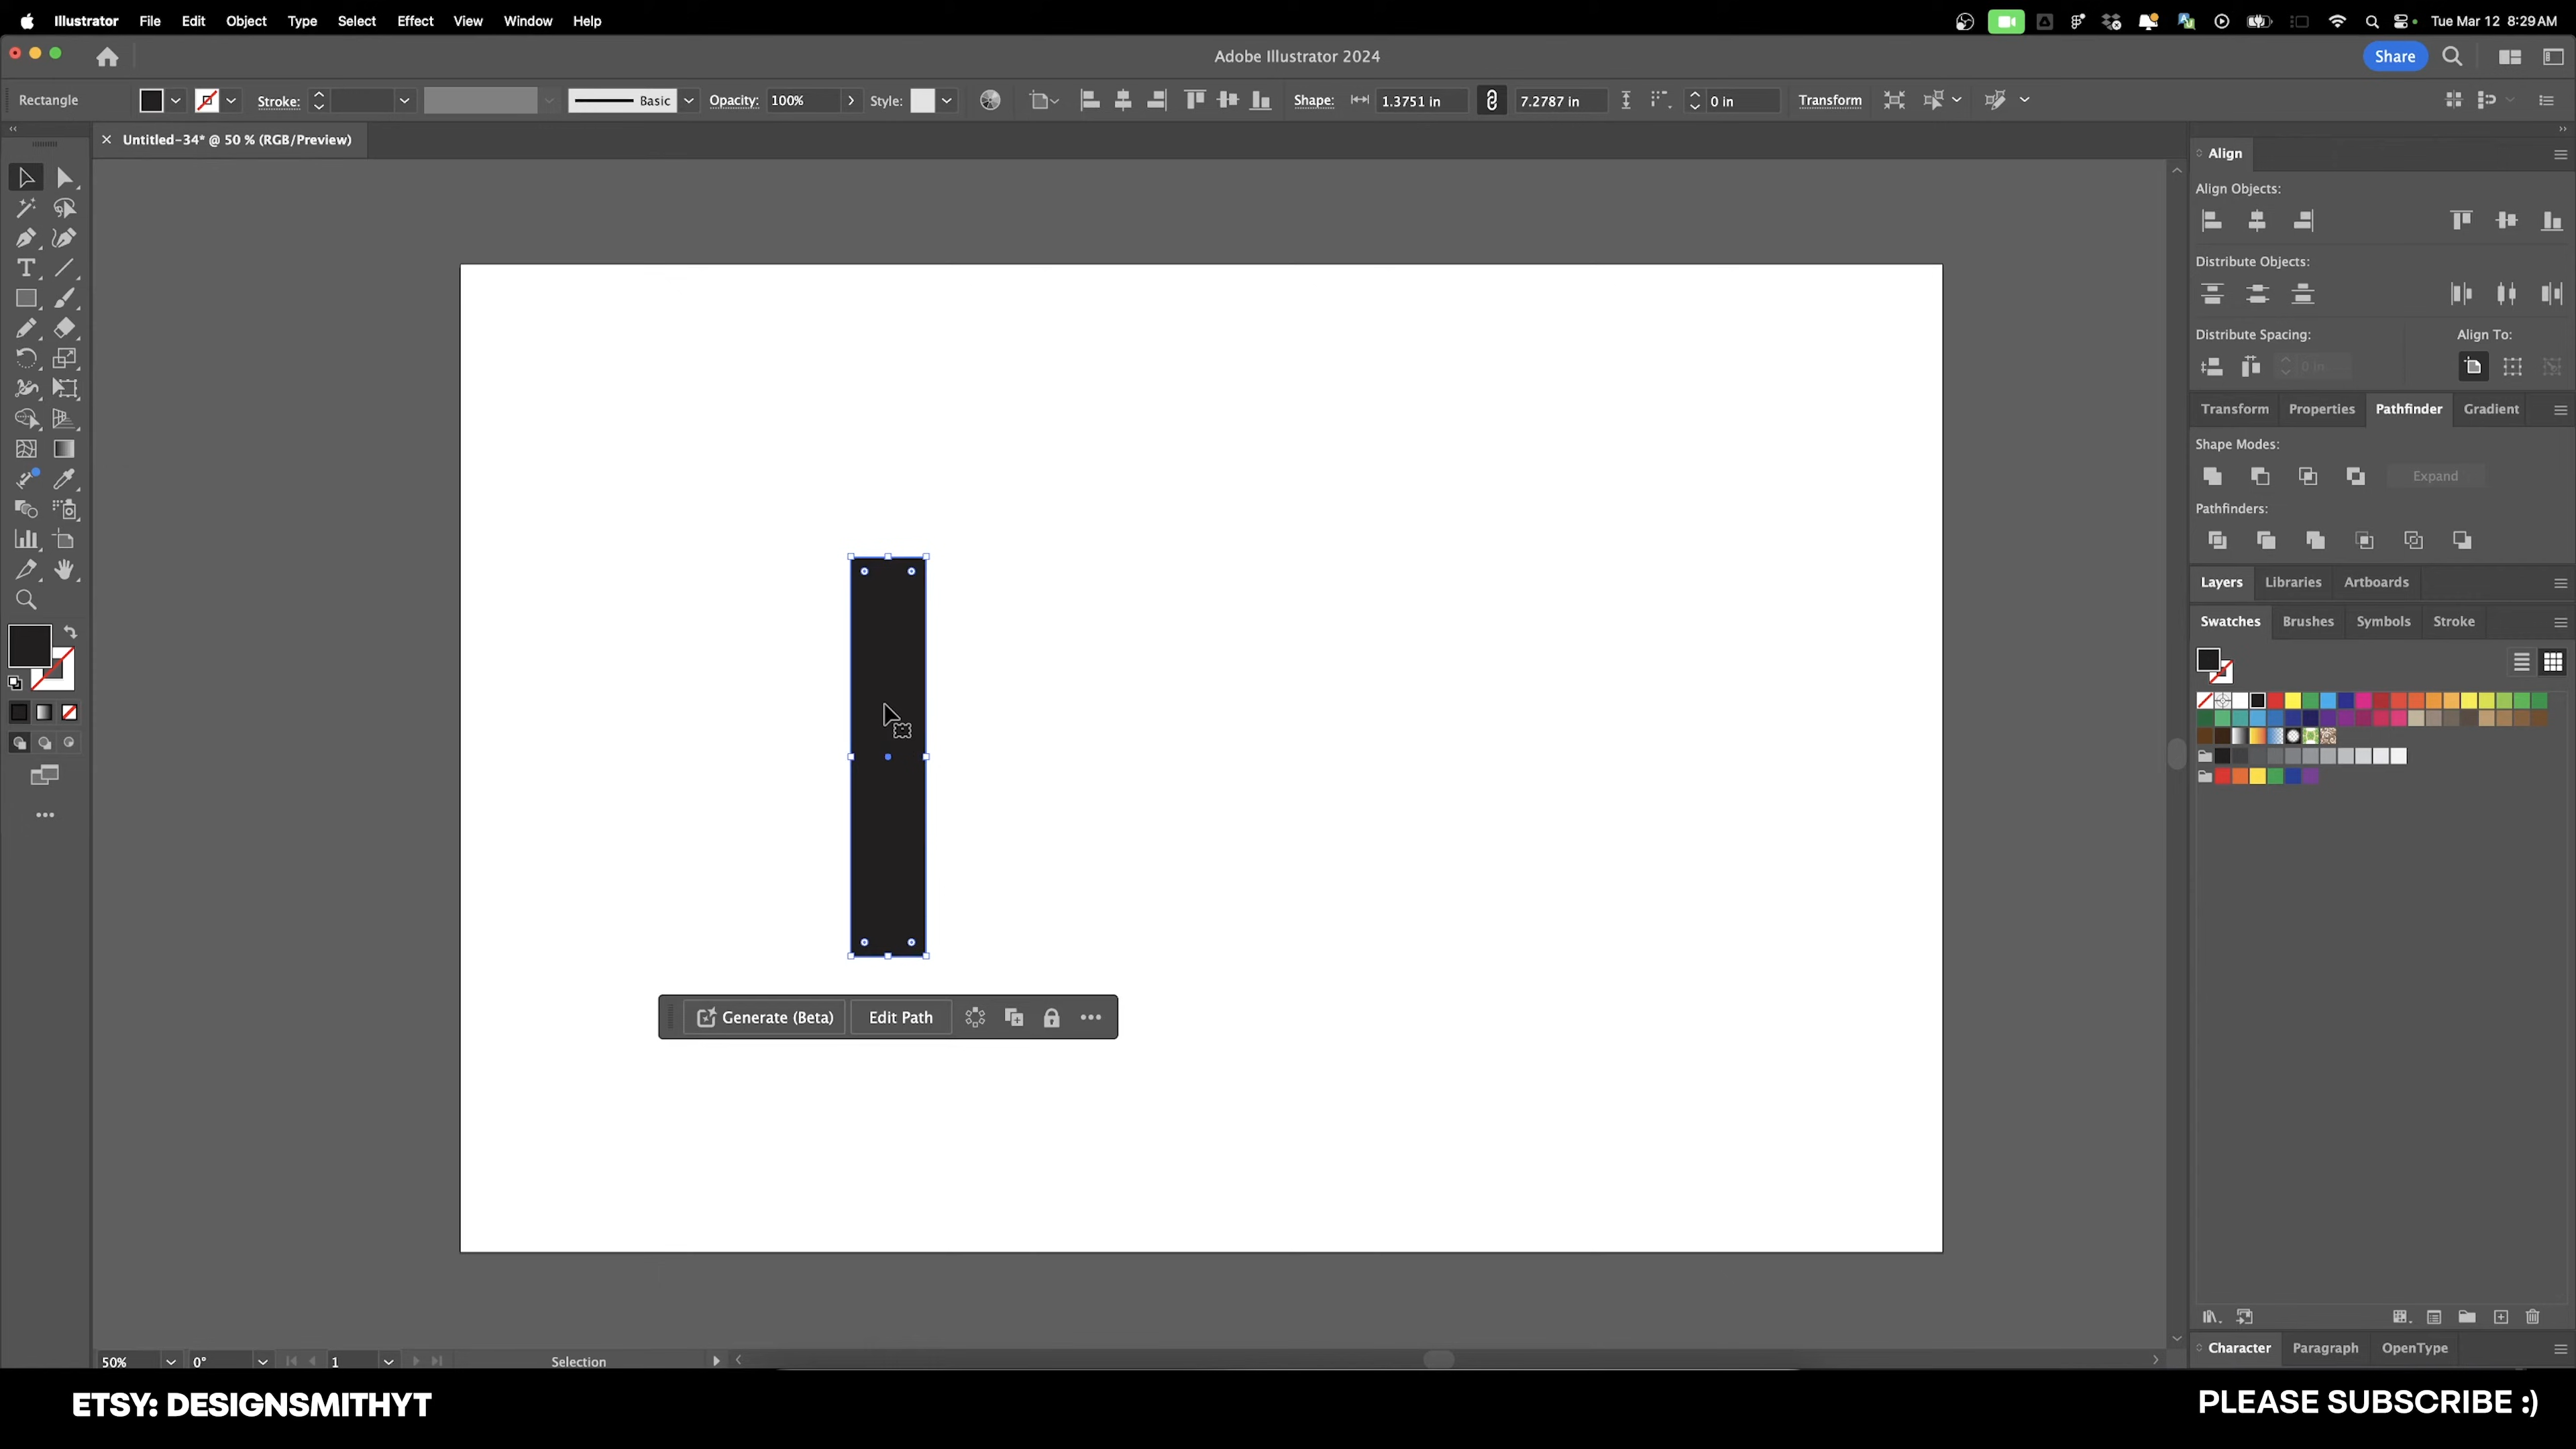 Illustrator File Edit Object Type Select Effect View Window Help
Tue Mar 12 8:29 AM
Adobe Illustrator 2024
Share
Rectangle
Stroke:
Basic
Opacity: 100%
Style:
Shape: 1.3751 in 7.2787 in 0 in
Transform
Untitled-34* @ 50 % (RGB/Preview)
Align
Align Objects:
Distribute Objects:
Distribute Spacing: Align To:
0 in
Transform Properties Pathfinder Gradient
Shape Modes:
Expand
Pathfinders:
Layers Libraries Artboards
Swatches Brushes Symbols Stroke
Generate (Beta) Edit Path
50% 0° 1 Selection
Character Paragraph OpenType
ETSY: DESIGNSMITHYT
PLEASE SUBSCRIBE :)